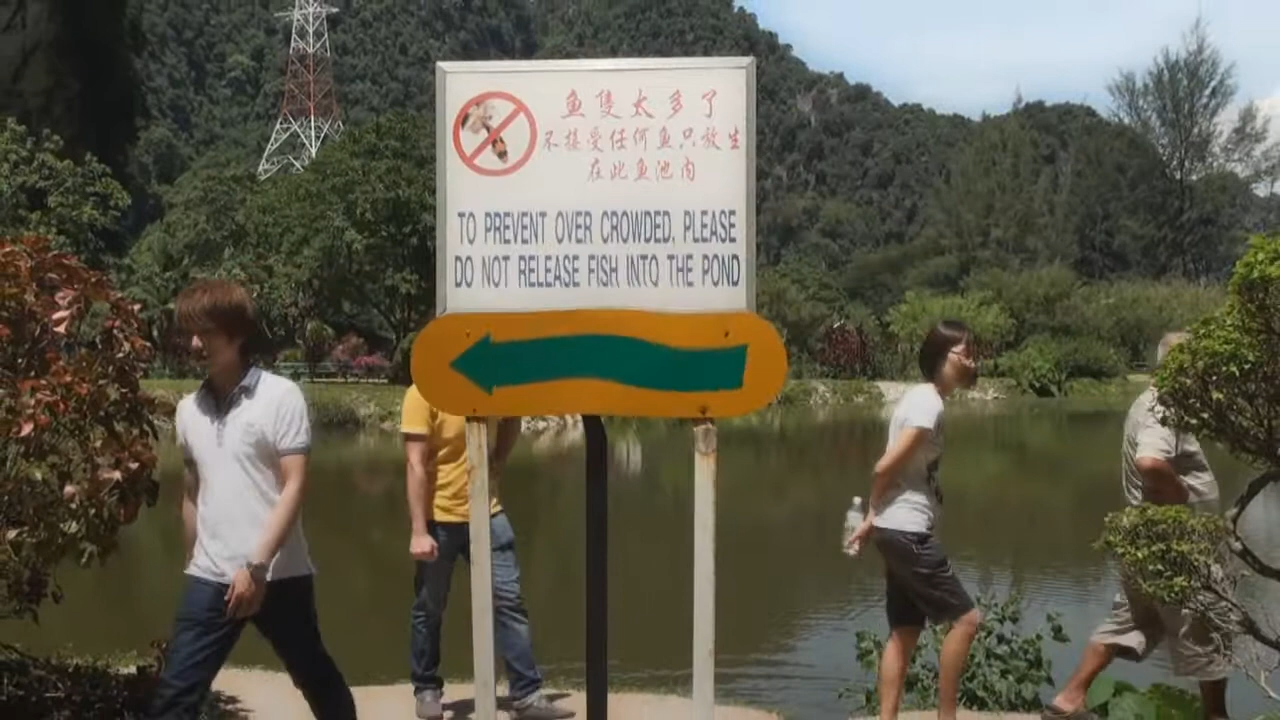 鱼隻太多了
不接受任何鱼只放生
在此鱼池内
TO PREVENT OVER CROWDED, PLEASE
DO NOT RELEASE FISH INTO THE POND